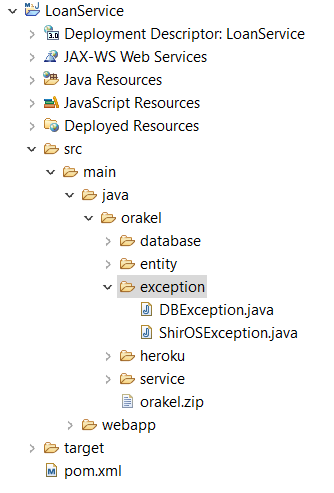 LoanService
Deployment Descriptor: LoanService
JAX-WS Web Services
Java Resources
JavaScript Resources
Deployed Resources
src
main
java
orakel
database
entity
exception
DBException.java
ShirOSException.java
heroku
service
orakel.zip
webapp
target
pom.xml